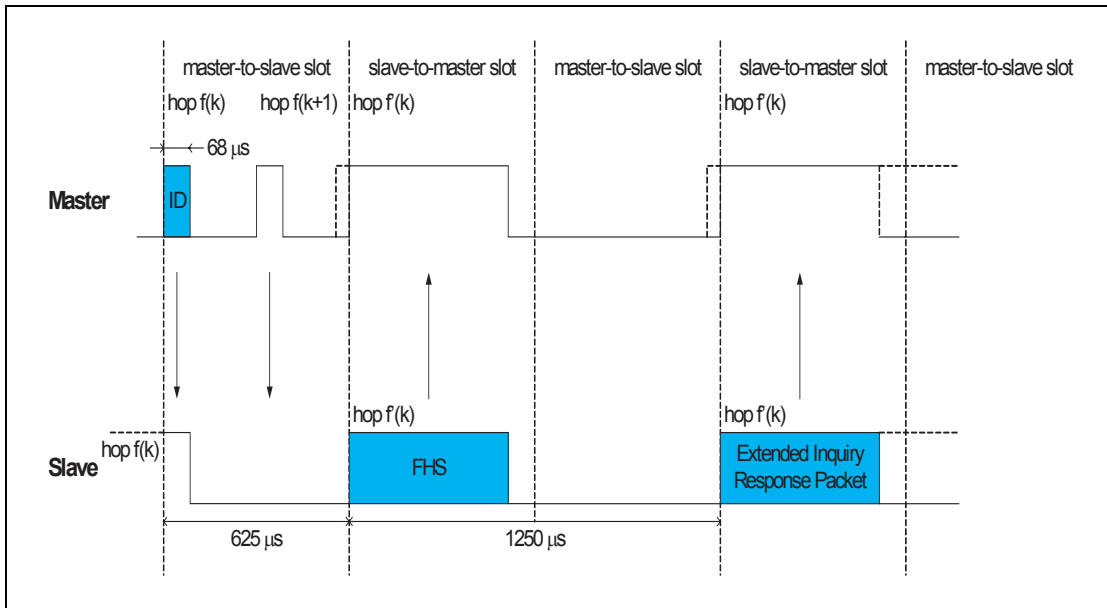 master-to-slave slot slave-to-master slot master-to-slave slot slave-to-master slot master-to-slave slot
hop f(k) hop f(k+1) hop f'(k) hop f'(k)
68 μs
Master
ID
hop f(k)
hop f'(k)
hop f'(k)
Slave
FHS
Extended Inquiry
Response Packet
625 μs
1250 μs